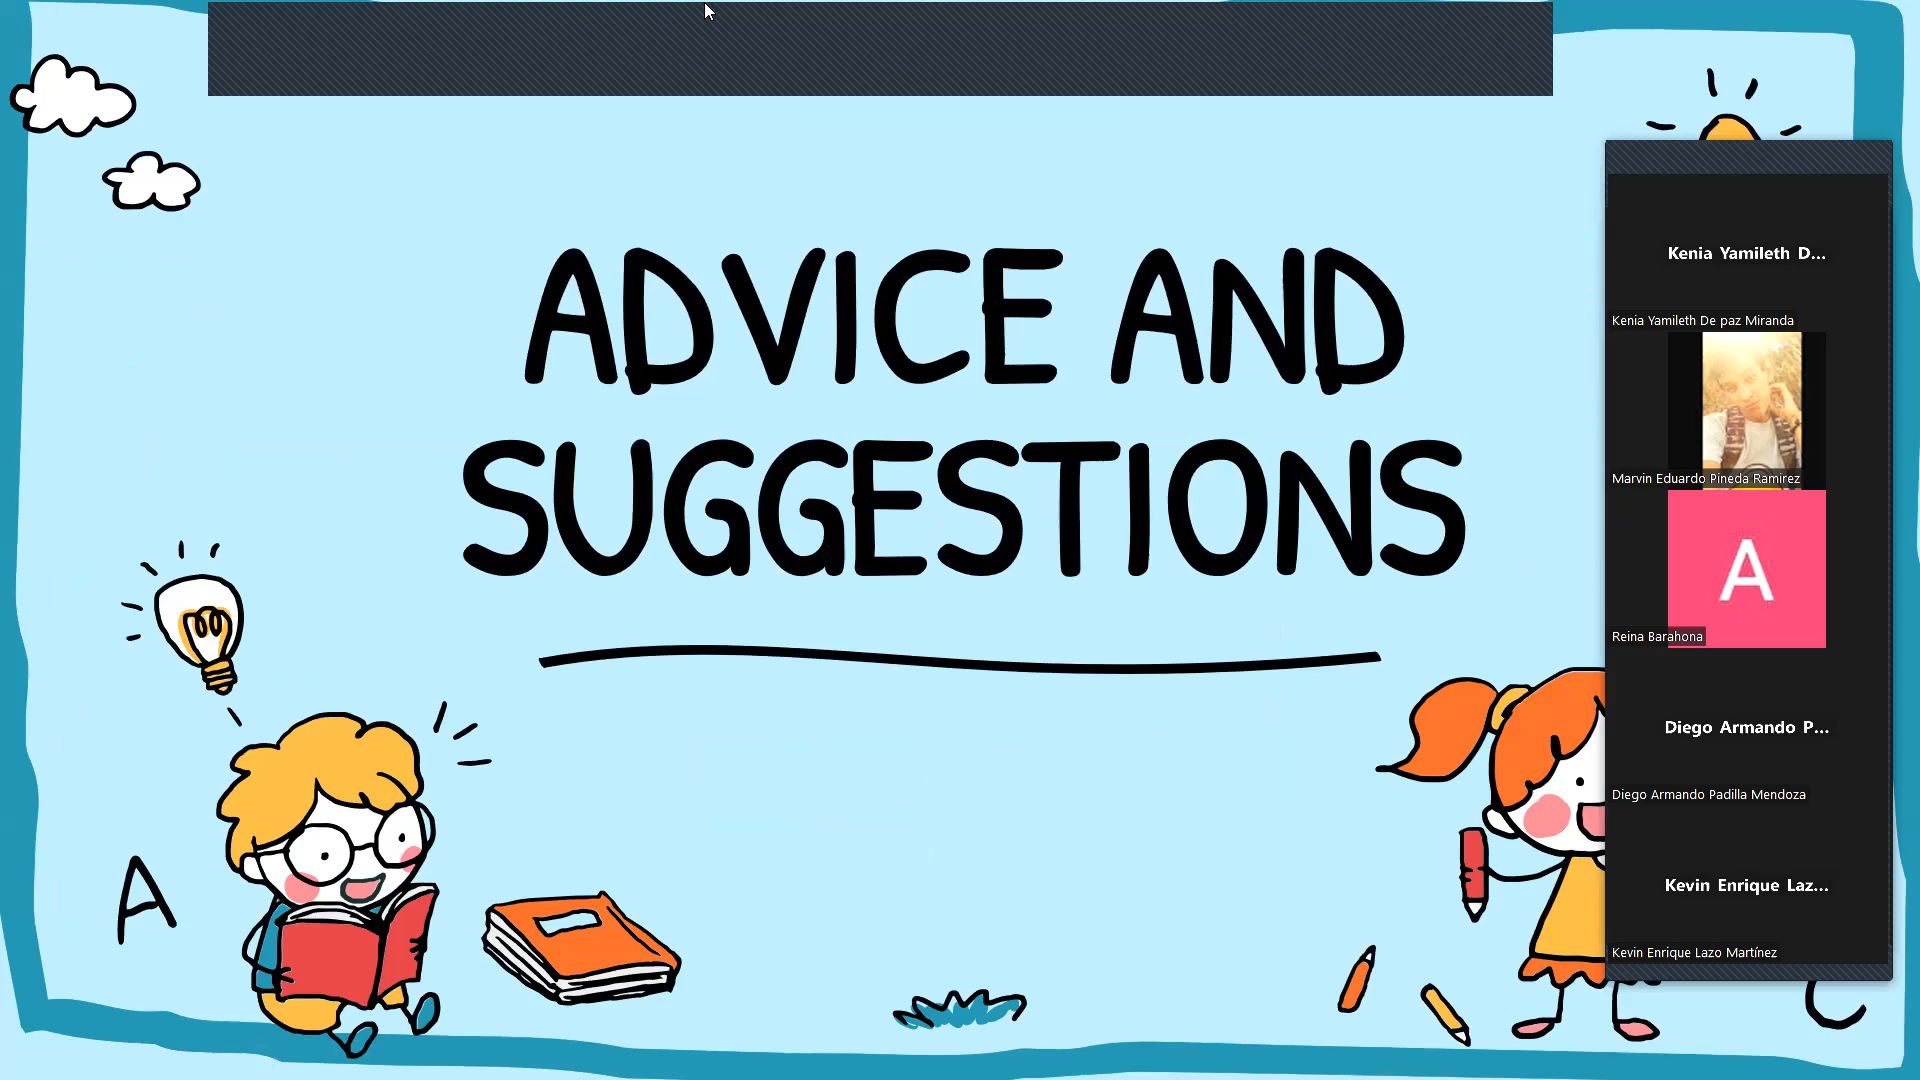 ADVICE AND
SUGGESTIONS
A
C
Kenia Yamileth D...
Kenia Yamileth De paz Miranda
Marvin Eduardo Pineda Ramirez
A
Reina Barahona
Diego Armando P...
Diego Armando Padilla Mendoza
Kevin Enrique Laz...
Kevin Enrique Lazo Martínez